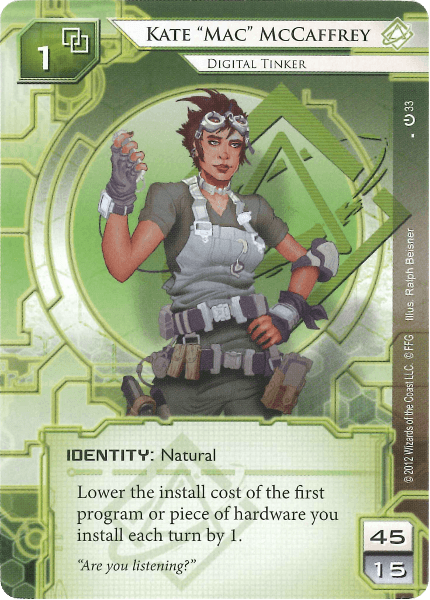 1
KATE “MAC” MCCAFFREY
DIGITAL TINKER
33
Illus. Ralph Beisner
© 2012 Wizards of the Coast LLC. © FFG
IDENTITY: Natural
Lower the install cost of the first
program or piece of hardware you
install each turn by 1.
“Are you listening?”
45
15